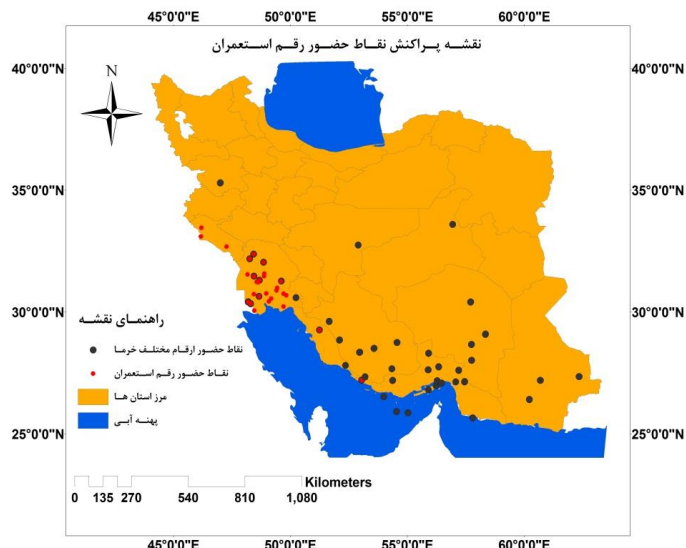 45°0'0"E 50°0'0"E 55°0'0"E 60°0'0"E
نقشه پراکنش نقاط حضور رقم استعمران
40°0'0"N 40°0'0"N
N
35°0'0"N 35°0'0"N
30°0'0"N 30°0'0"N
راهنمای نقشه
نقاط حضور ارقام مختلف خرما
نقاط حضور رقم استعمران
مرز استان ها
پهنه آبی
25°0'0"N 25°0'0"N
Kilometers
0 135 270 540 810 1,080
45°0'0"E 50°0'0"E 55°0'0"E 60°0'0"E